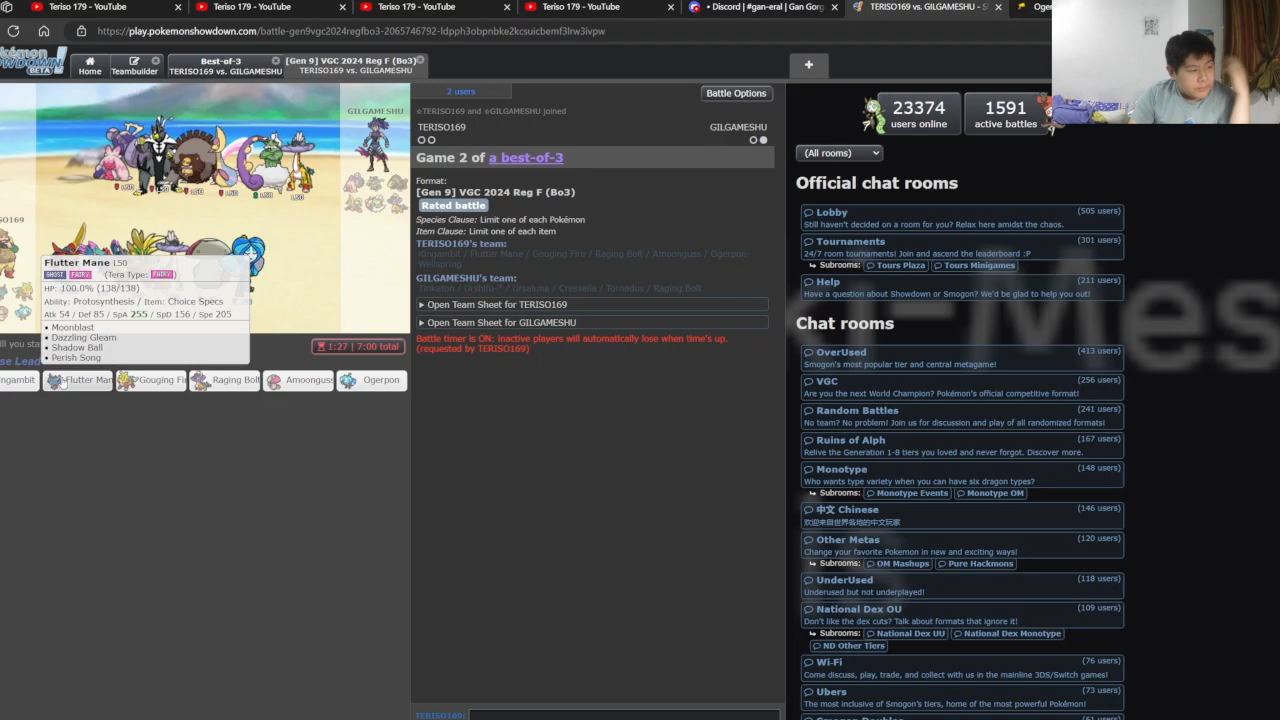 Teriso 179 - YouTube
Teriso 179 - YouTube
Teriso 179 - YouTube
Teriso 179 - YouTube
• Discord | #gan-eral | Gan Gorg
TERISO169 vs. GILGAMESHU - S
Oger
https://play.pokemonshowdown.com/battle-gen9vgc2024regfbo3-2065746792-ldpph3obpnbke2kcsuicbemf3lrw3ivpw
BETA
Home
Teambuilder
Best-of-3
TERISO169 vs. GILGAMESHU
[Gen 9] VGC 2024 Reg F (Bo3)
TERISO169 vs. GILGAMESHU
+
GILGAMESHU
L50
L50
L50
L50
L50
L50
Flutter Mane L50
GHOST FAIRY (Tera Type: FAIRY)
HP: 100.0% (138/138)
Ability: Protosynthesis / Item: Choice Specs
Atk 54 / Def 85 / SpA 255 / SpD 156 / Spe 205
• Moonblast
• Dazzling Gleam
• Shadow Ball
• Perish Song
1:27 | 7:00 total
se Lead
ingambit
Flutter Man
Gouging Fi
Raging Bolt
Amoonguss
Ogerpon
2 users
Battle Options
☆TERISO169 and ☆GILGAMESHU joined
TERISO169
GILGAMESHU
Game 2 of a best-of-3
Format:
[Gen 9] VGC 2024 Reg F (Bo3)
Rated battle
Species Clause: Limit one of each Pokémon
Item Clause: Limit one of each item
TERISO169's team:
Kingambit / Flutter Mane / Gouging Fire / Raging Bolt / Amoonguss / Ogerpon-
Wellspring
GILGAMESHU's team:
Tinkaton / Urshifu-* / Ursaluna / Cresselia / Tornadus / Raging Bolt
Open Team Sheet for TERISO169
Open Team Sheet for GILGAMESHU
Battle timer is ON: inactive players will automatically lose when time's up.
(requested by TERISO169)
TERISO169:
23374
users online
1591
active battles
(All rooms)
Official chat rooms
Lobby (505 users)
Still haven't decided on a room for you? Relax here amidst the chaos.
Tournaments (301 users)
24/7 room tournaments! Join and ascend the leaderboard :P
Subrooms: Tours Plaza Tours Minigames
Help (211 users)
Have a question about Showdown or Smogon? We'd be glad to help you out!
Chat rooms
OverUsed (413 users)
Smogon's most popular tier and central metagame!
VGC (256 users)
Are you the next World Champion? Pokémon's official competitive format!
Random Battles (241 users)
No team? No problem! Join us for discussion and play of all randomized formats!
Ruins of Alph (167 users)
Relive the Generation 1-8 tiers you loved and never forgot. Discover more.
Monotype (148 users)
Who wants type variety when you can have six dragon types?
Subrooms: Monotype Events Monotype OM
中文 Chinese (146 users)
欢迎来自世界各地的中文玩家
Other Metas (120 users)
Change your favorite Pokemon in new and exciting ways!
Subrooms: OM Mashups Pure Hackmons
UnderUsed (118 users)
Underused but not underplayed!
National Dex OU (109 users)
Don't like the dex cuts? Talk about formats that ignore it!
Subrooms: National Dex UU National Dex Monotype
ND Other Tiers
Wi-Fi (76 users)
Come discuss, play, trade, and collect with us in the mainline 3DS/Switch games!
Ubers (73 users)
The most inclusive of Smogon's tiers, home of the most powerful Pokémon!